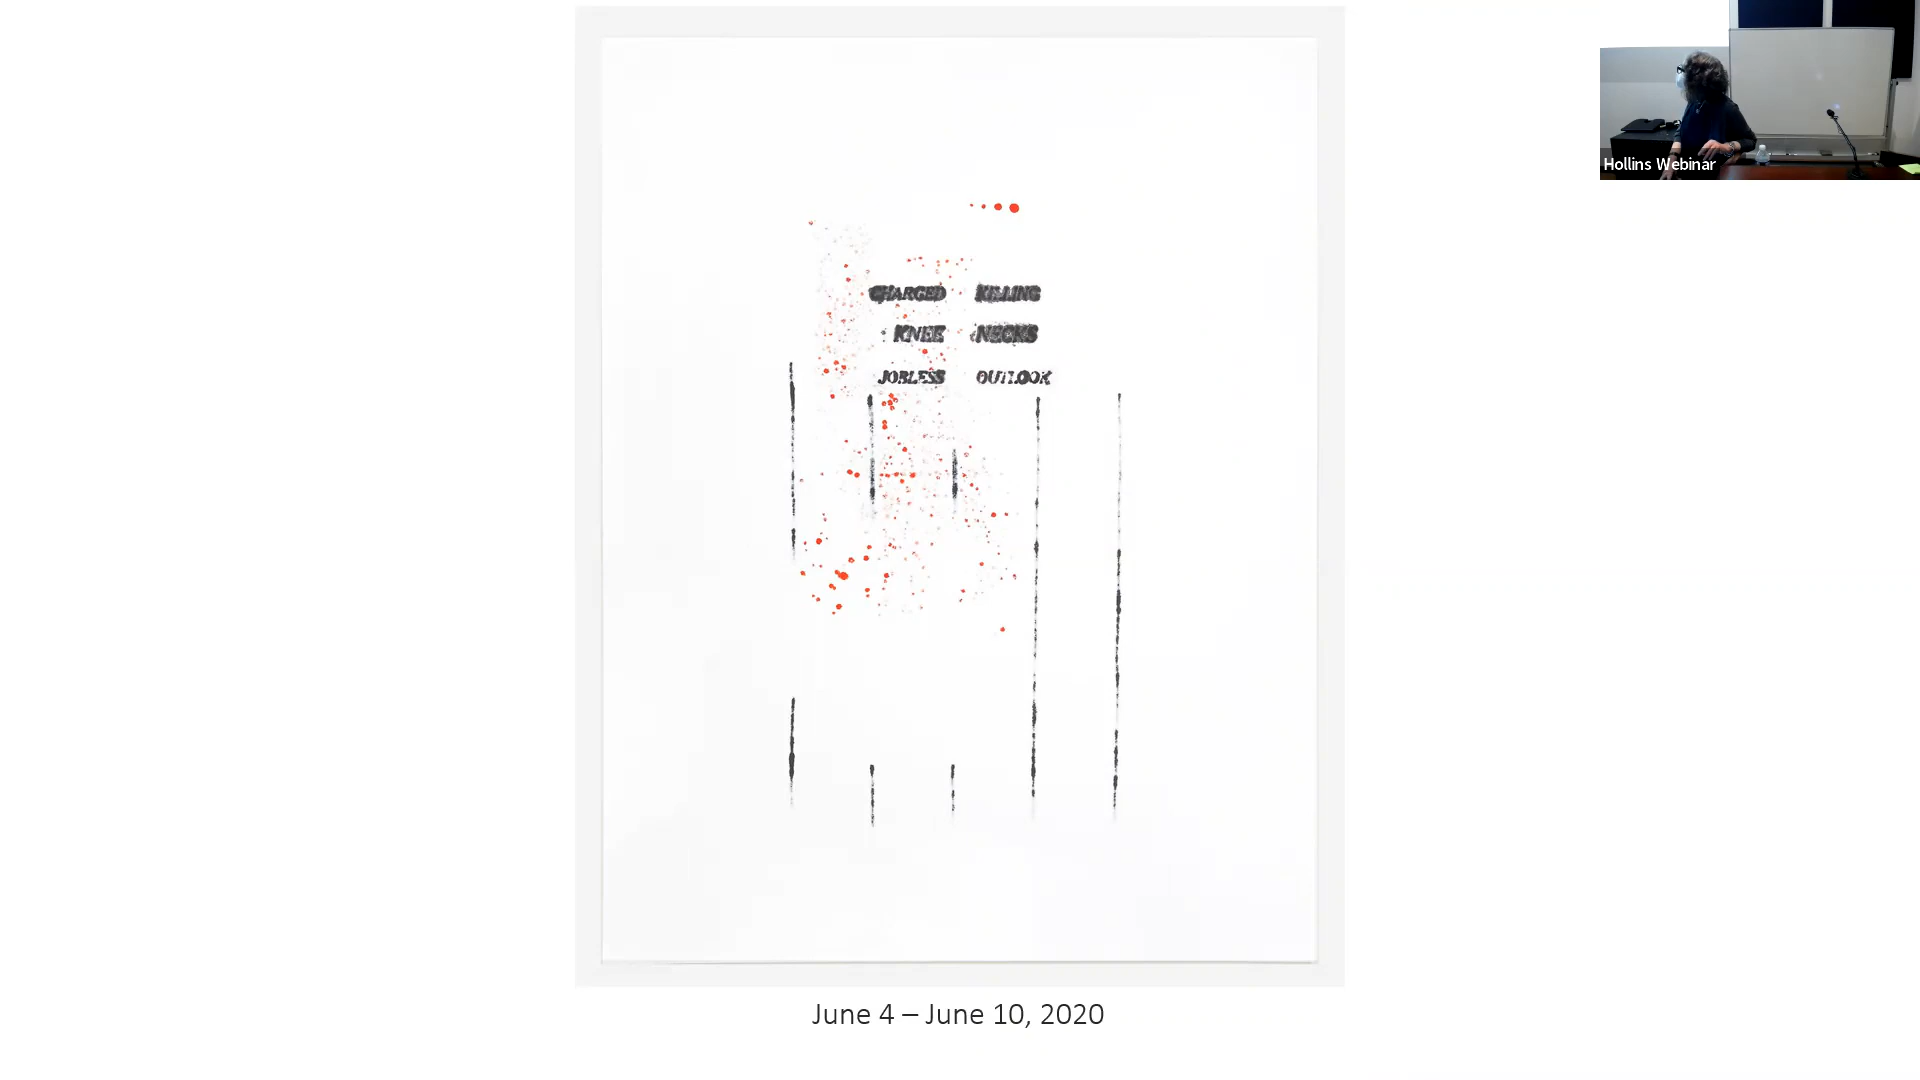 Hollins Webinar
CHARGED KILLING
KNEE NECKS
JOBLESS OUTLOOK
June 4 – June 10, 2020